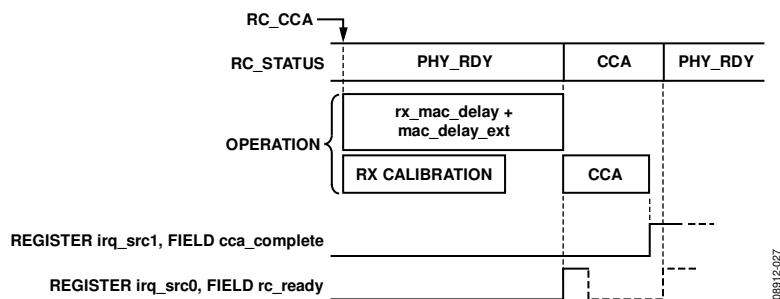 RC_CCA
RC_STATUS
PHY_RDY
CCA
PHY_RDY
rx_mac_delay +
mac_delay_ext
OPERATION
RX CALIBRATION
CCA
REGISTER irq_src1, FIELD cca_complete
REGISTER irq_src0, FIELD rc_ready
08912-027